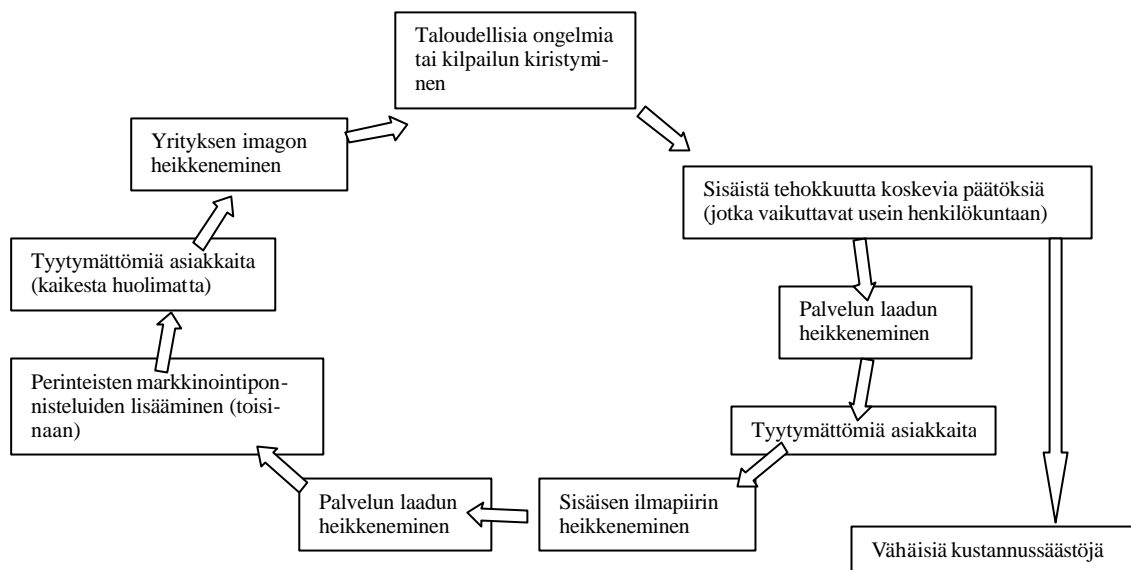 Taloudellisia ongelmia
tai kilpailun kiristymi-
nen
Yrityksen imagon
heikkeneminen
Sisäistä tehokkuutta koskevia päätöksiä
(jotka vaikuttavat usein henkilökuntaan)
Tyytymättömiä asiakkaita
(kaikesta huolimatta)
Palvelun laadun
heikkeneminen
Perinteisten markkinointipon-
nisteluiden lisääminen (toisi-
naan)
Tyytymättömiä asiakkaita
Palvelun laadun
heikkeneminen
Sisäisen ilmapiirin
heikkeneminen
Vähäisiä kustannussäästöjä